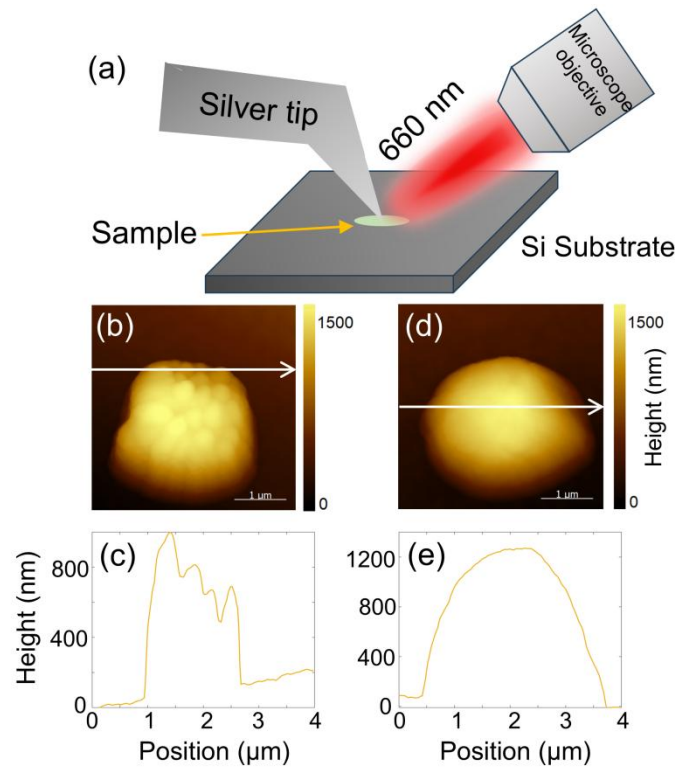 (a)
Silver tip
660 nm
Microscope
objective
Sample
Si Substrate
(b)
1500
0
1 µm
(d)
1500
0
Height (nm)
1 µm
(c)
800
400
0
Height (nm)
0 1 2 3 4
Position (µm)
(e)
1200
800
400
0
0 1 2 3 4
Position (µm)